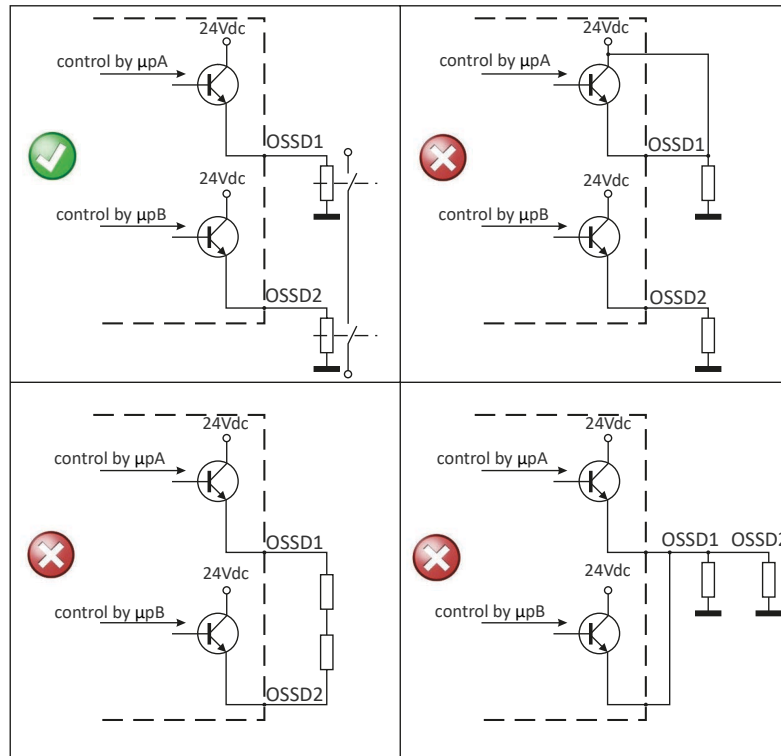 24Vdc
control by µpA
OSSD1
24Vdc
control by µpB
OSSD2
24Vdc
control by µpA
OSSD1
24Vdc
control by µpB
OSSD2
24Vdc
control by µpA
OSSD1
24Vdc
control by µpB
OSSD2
24Vdc
control by µpA
OSSD1 OSSD2
24Vdc
control by µpB